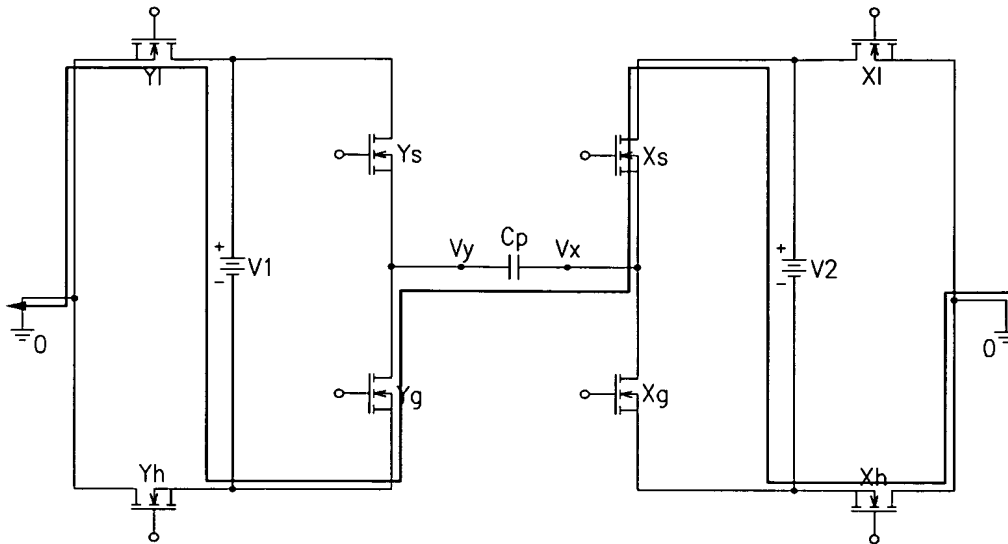 Yl
Xl
Ys
Xs
Vy
Cp
Vx
+
V1
-
+
V2
-
0
0
Yg
Xg
Yh
Xh